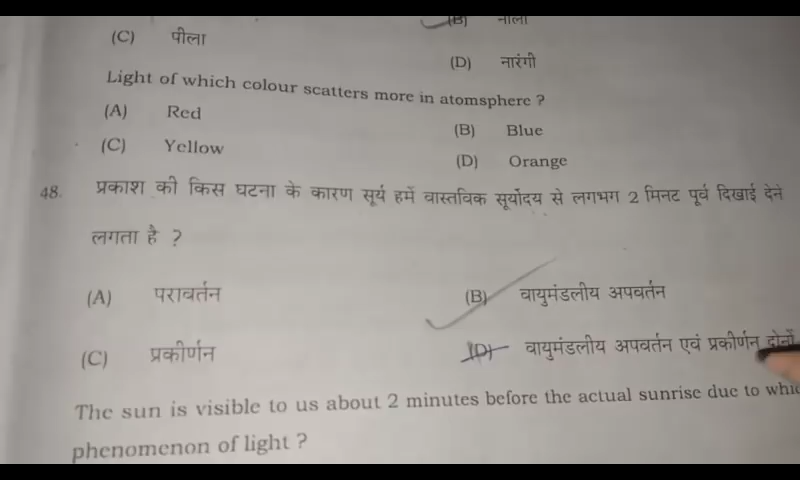 (B) नीला
(C) पीला
(D) नारंगी
Light of which colour scatters more in atomsphere ?
(A) Red
(B) Blue
(C) Yellow
(D) Orange
48. प्रकाश की किस घटना के कारण सूर्य हमें वास्तविक सूर्योदय से लगभग 2 मिनट पूर्व दिखाई देने
लगता है ?
(A) परावर्तन
(B) वायुमंडलीय अपवर्तन
(C) प्रकीर्णन
(D) वायुमंडलीय अपवर्तन एवं प्रकीर्णन दोनों
The sun is visible to us about 2 minutes before the actual sunrise due to
phenomenon of light ?